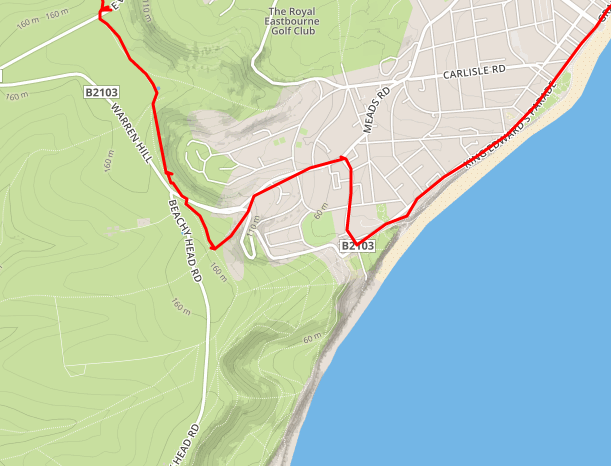 160 m
160 m
110 m
The Royal
Eastbourne
Golf Club
CARLISLE RD
B2103
160 m
MEADS RD
KING EDWARD'S PARADE
WARREN HILL
160 m
BEACHY HEAD RD
60 m
110 m
B2103
160 m
160 m
60 m
HEAD RD